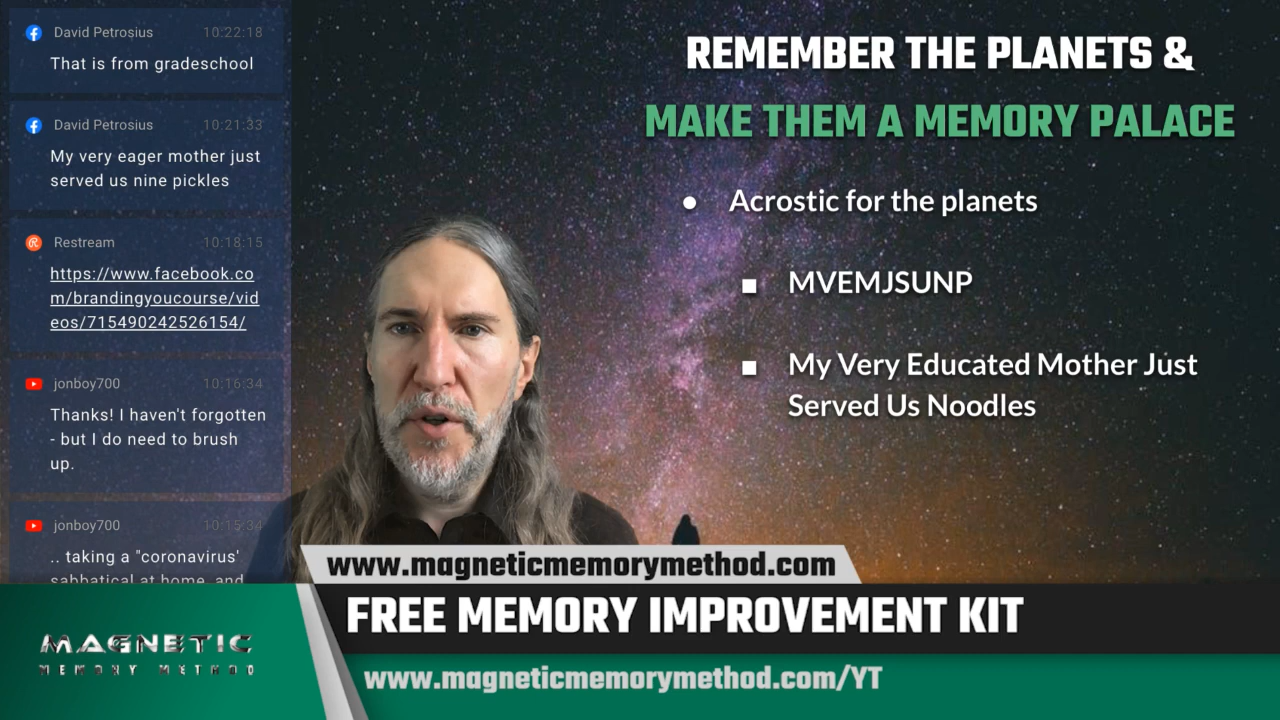 David Petrosius 10:22:18
That is from gradeschool
David Petrosius 10:21:33
My very eager mother just
served us nine pickles
Restream 10:18:15
https://www.facebook.co
m/brandingyoucourse/vid
eos/715490242526154/
jonboy700 10:16:34
Thanks! I haven't forgotten
- but I do need to brush
up.
jonboy700 10:15:34
.. taking a "coronavirus'
sabbatical at home, and
REMEMBER THE PLANETS &
MAKE THEM A MEMORY PALACE
● Acrostic for the planets
■ MVEMJSUNP
■ My Very Educated Mother Just
Served Us Noodles
www.magneticmemorymethod.com
FREE MEMORY IMPROVEMENT KIT
www.magneticmemorymethod.com/YT
MAGNETIC
MEMORY METHOD